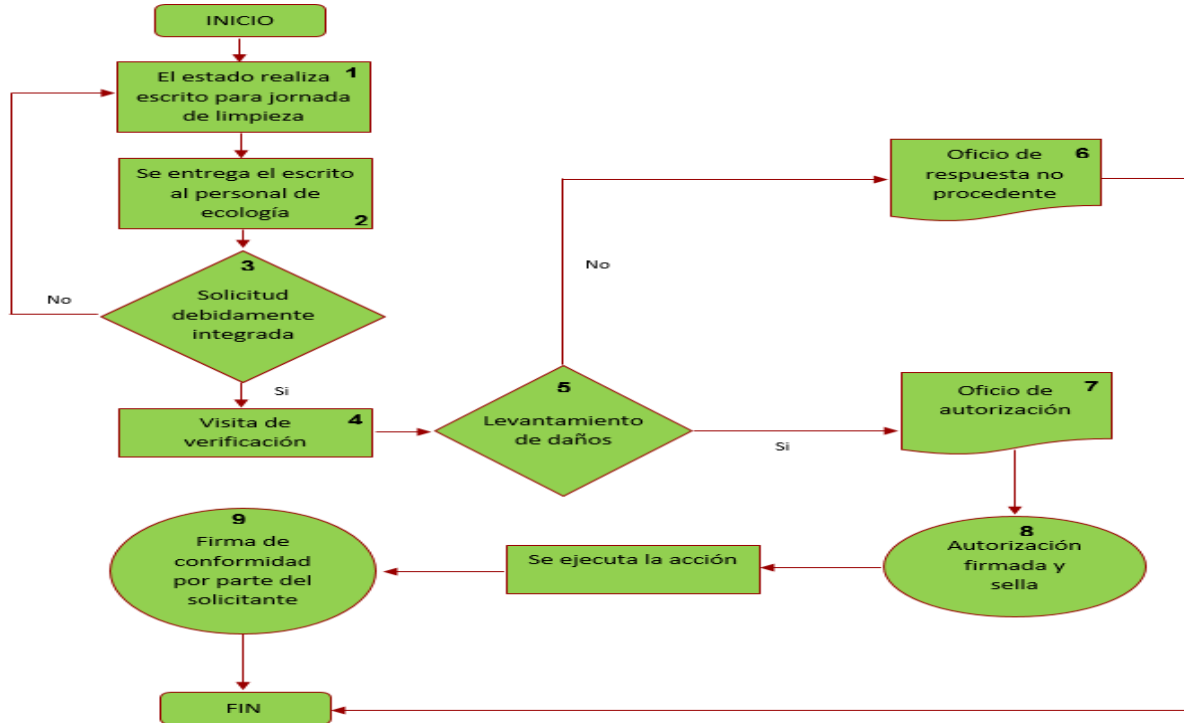 INICIO
1
El estado realiza
escrito para jornada
de limpieza
Se entrega el escrito
al personal de
ecología
2
3
Solicitud
debidamente
integrada
No
Si
Visita de
verificación
4
5
Levantamiento
de daños
No
Si
Oficio de
respuesta no
procedente
6
Oficio de
autorización
7
8
Autorización
firmada y
sella
Se ejecuta la acción
9
Firma de
conformidad
por parte del
solicitante
FIN